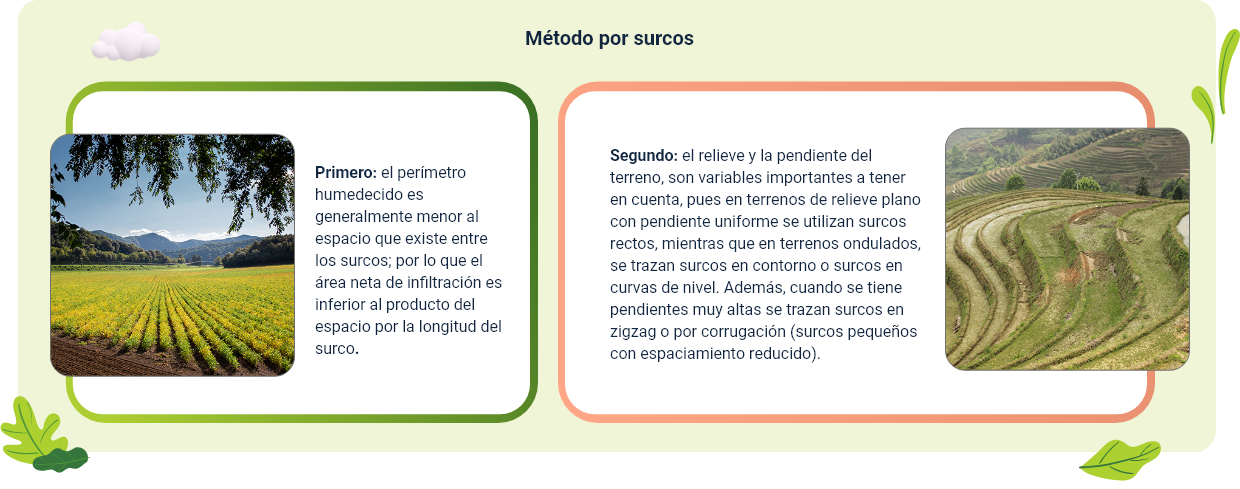 Método por surcos
Primero: el perímetro
humedecido es
generalmente menor al
espacio que existe entre
los surcos; por lo que el
área neta de infiltración es
inferior al producto del
espacio por la longitud del
surco.
Segundo: el relieve y la pendiente del
terreno, son variables importantes a tener
en cuenta, pues en terrenos de relieve plano
con pendiente uniforme se utilizan surcos
rectos, mientras que en terrenos ondulados,
se trazan surcos en contorno o surcos en
curvas de nivel. Además, cuando se tiene
pendientes muy altas se trazan surcos en
zigzag o por corrugación (surcos pequeños
con espaciamiento reducido).